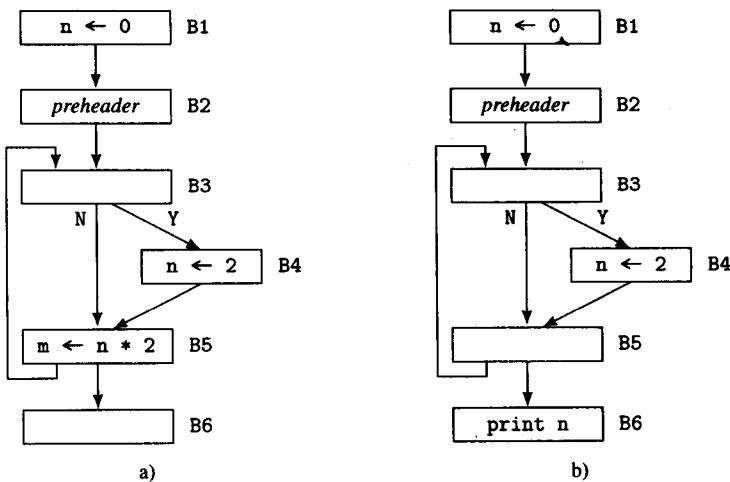 n ← 0 B1
preheader B2
B3
N Y
n ← 2 B4
m ← n * 2 B5
B6
a)
n ← 0 B1
preheader B2
B3
N Y
n ← 2 B4
B5
print n B6
b)